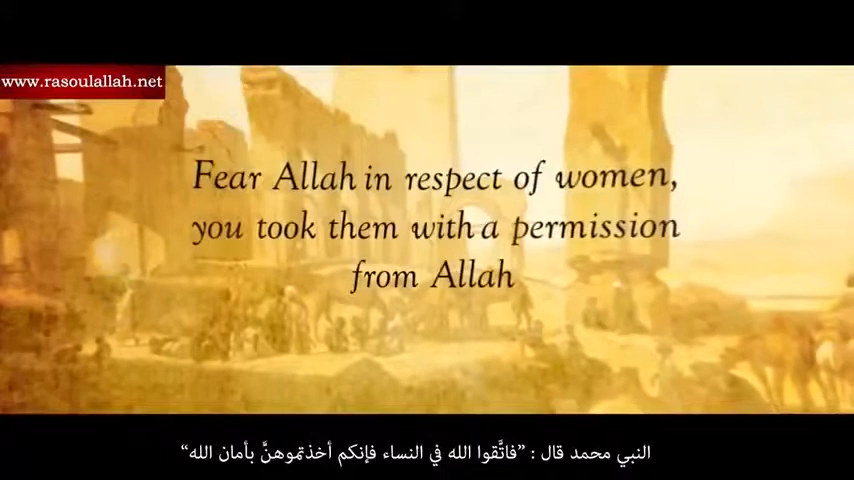 www.rasoulallah.net
Fear Allah in respect of women,
you took them with a permission
from Allah
النبي محمد قال : ”فاتَّقوا الله في النساء فإنكم أخذتموهنَّ بأمان الله“